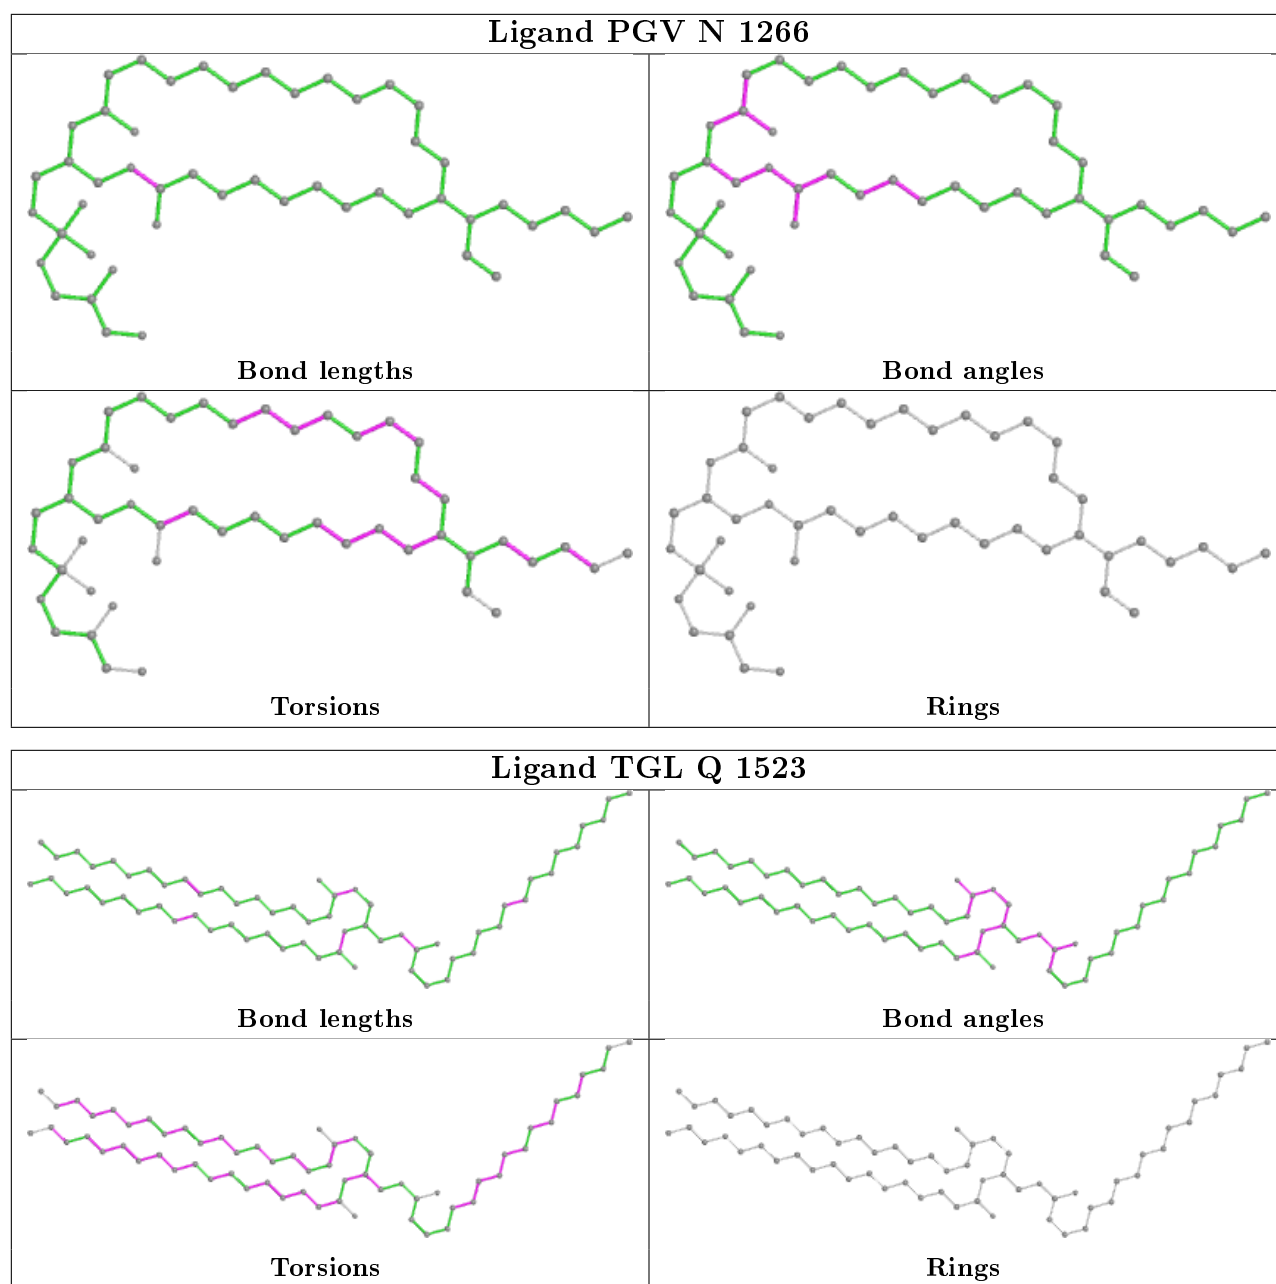 Ligand PGV N 1266
Bond lengths
Bond angles
Torsions
Rings
Ligand TGL Q 1523
Bond lengths
Bond angles
Torsions
Rings